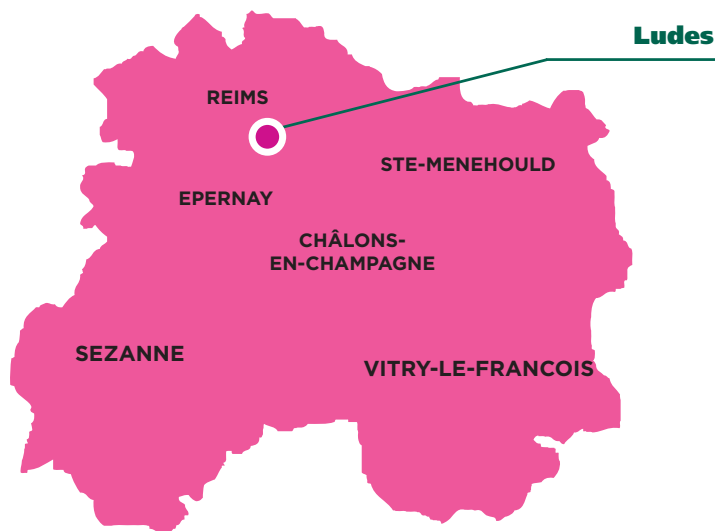 Ludes
REIMS
STE-MENEHOULD
EPERNAY
CHÂLONS-
EN-CHAMPAGNE
SEZANNE
VITRY-LE-FRANCOIS